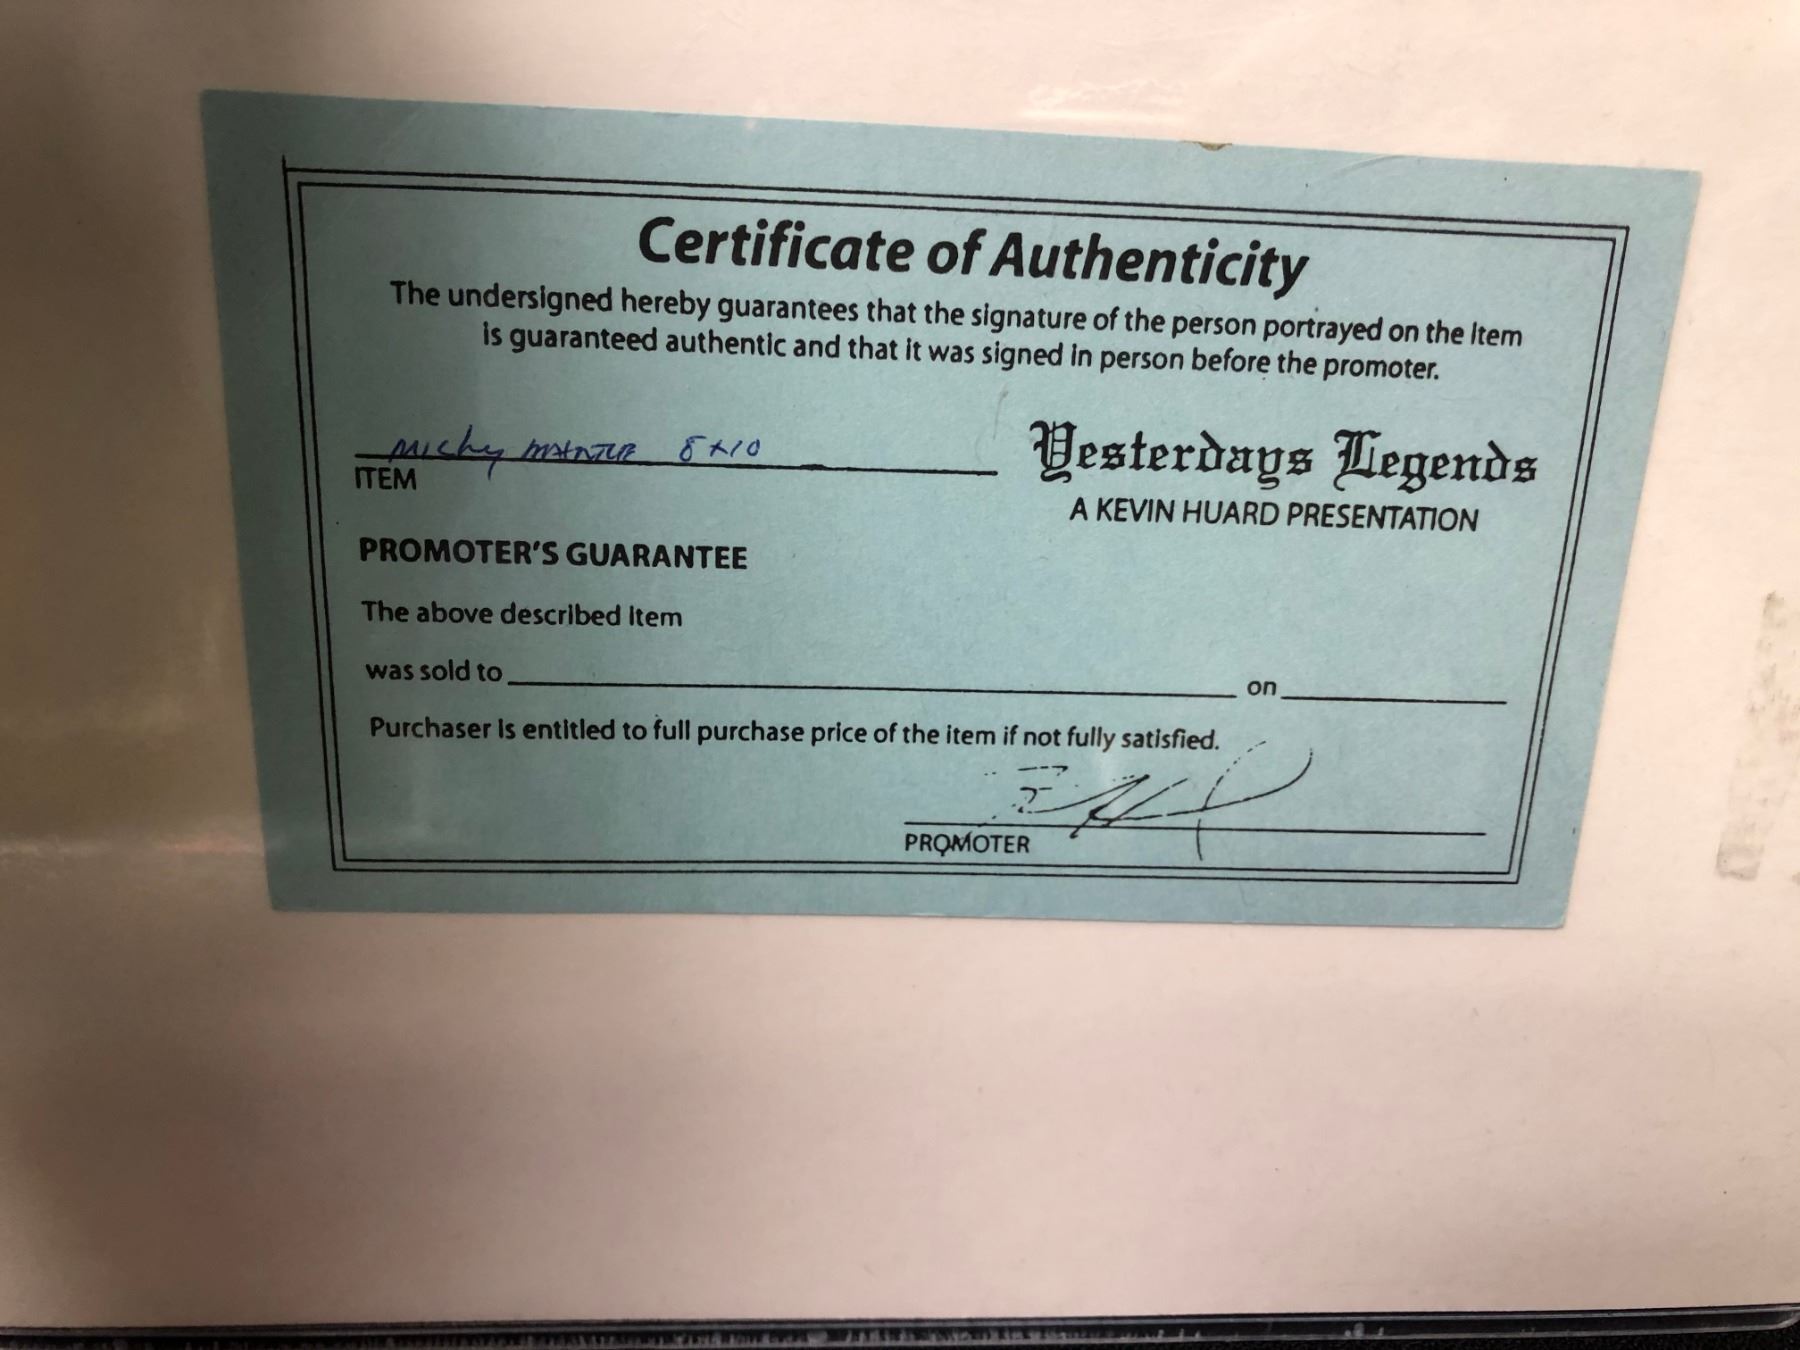 Certificate of Authenticity
The undersigned hereby guarantees that the signature of the person portrayed on the item
is guaranteed authentic and that it was signed in person before the promoter.
Micky MANTLE 8x10
ITEM
Yesterdays Legends
A KEVIN HUARD PRESENTATION
PROMOTER'S GUARANTEE
The above described item
was sold to on
Purchaser is entitled to full purchase price of the item if not fully satisfied.
PROMOTER